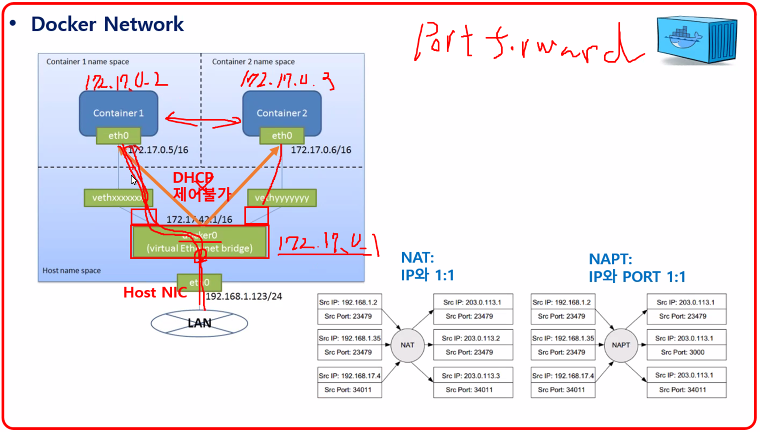 • Docker Network
Port forward
Container 1 name space
Container 2 name space
172.17.0.2
172.17.0.3
Container1
Container2
eth0
eth0
172.17.0.5/16
172.17.0.6/16
DHCP
제어불가
vethxxxxxxx
vethyyyyyyy
172.17.42.1/16
docker0
(virtual Ethernet bridge)
172.17.0.1
Host name space
eth0
Host NIC
192.168.1.123/24
LAN
NAT:
IP와 1:1
Src IP: 192.168.1.2
Src Port: 23479
Src IP: 192.168.1.35
Src Port: 23479
Src IP: 192.168.17.4
Src Port: 34011
NAT
Src IP: 203.0.113.1
Src Port: 23479
Src IP: 203.0.113.2
Src Port: 23479
Src IP: 203.0.113.3
Src Port: 34011
NAPT:
IP와 PORT 1:1
Src IP: 192.168.1.2
Src Port: 23479
Src IP: 192.168.1.35
Src Port: 23479
Src IP: 192.168.17.4
Src Port: 34011
NAPT
Src IP: 203.0.113.1
Src Port: 23479
Src IP: 203.0.113.1
Src Port: 3000
Src IP: 203.0.113.1
Src Port: 34011